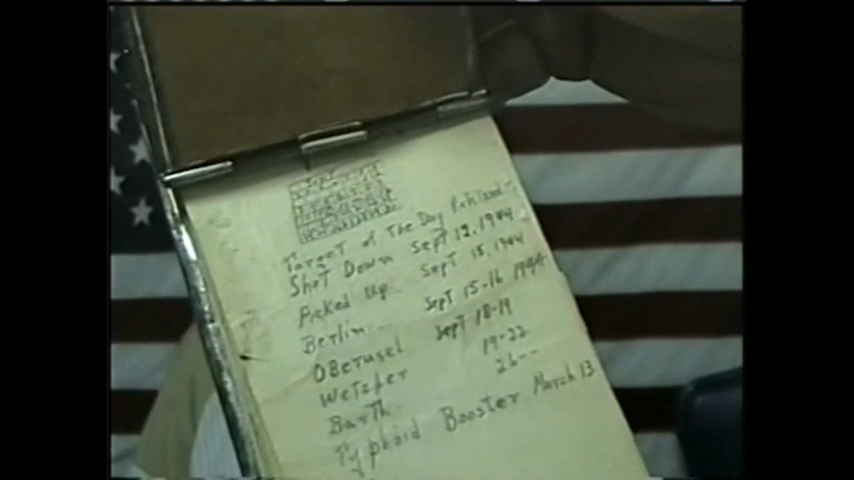 Target of The Day
Shot Down Sept 12, 1944
Picked Up Sept 15, 1944
Berlin Sept 15-16 1944
Oberusel Sept 18-19
Wetzler 19-22
Barth 26--
Typhoid Booster March 13